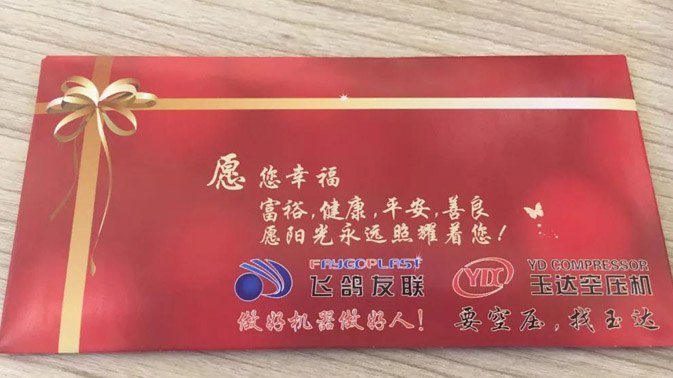 愿您幸福
富裕,健康,平安,善良
愿阳光永远照耀着您!
FAYGOPLAST
飞鸽友联
做好机器做好人!
YD
YD COMPRESSOR
玉达空压机
要空压,找玉达